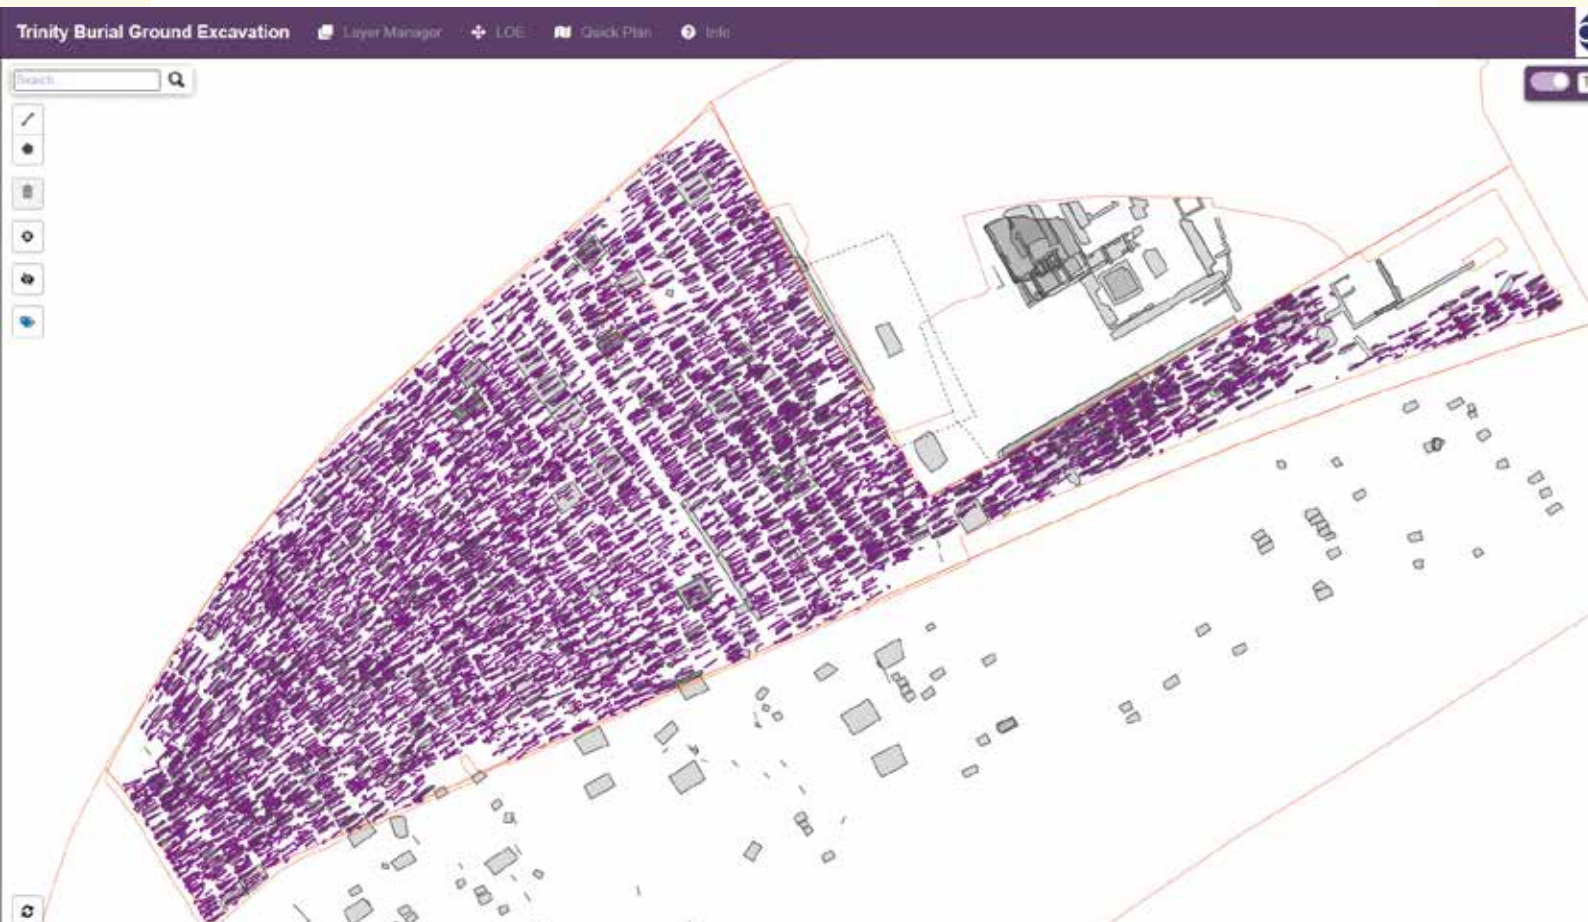 Trinity Burial Ground Excavation Layer Manager LOE Quick Plan Info
Search